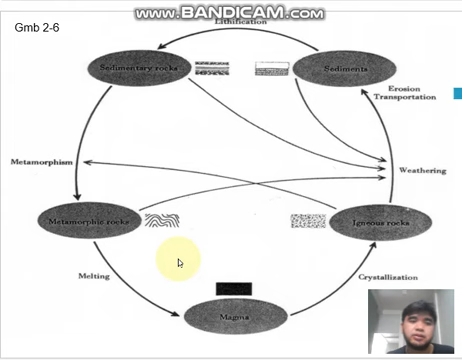 www.BANDICAM.com
Lithification
Gmb 2-6
Sedimentary rocks
Sediments
Erosion
Transportation
Metamorphism
Weathering
Metamorphic rocks
Igneous rocks
Melting
Crystallization
Magma